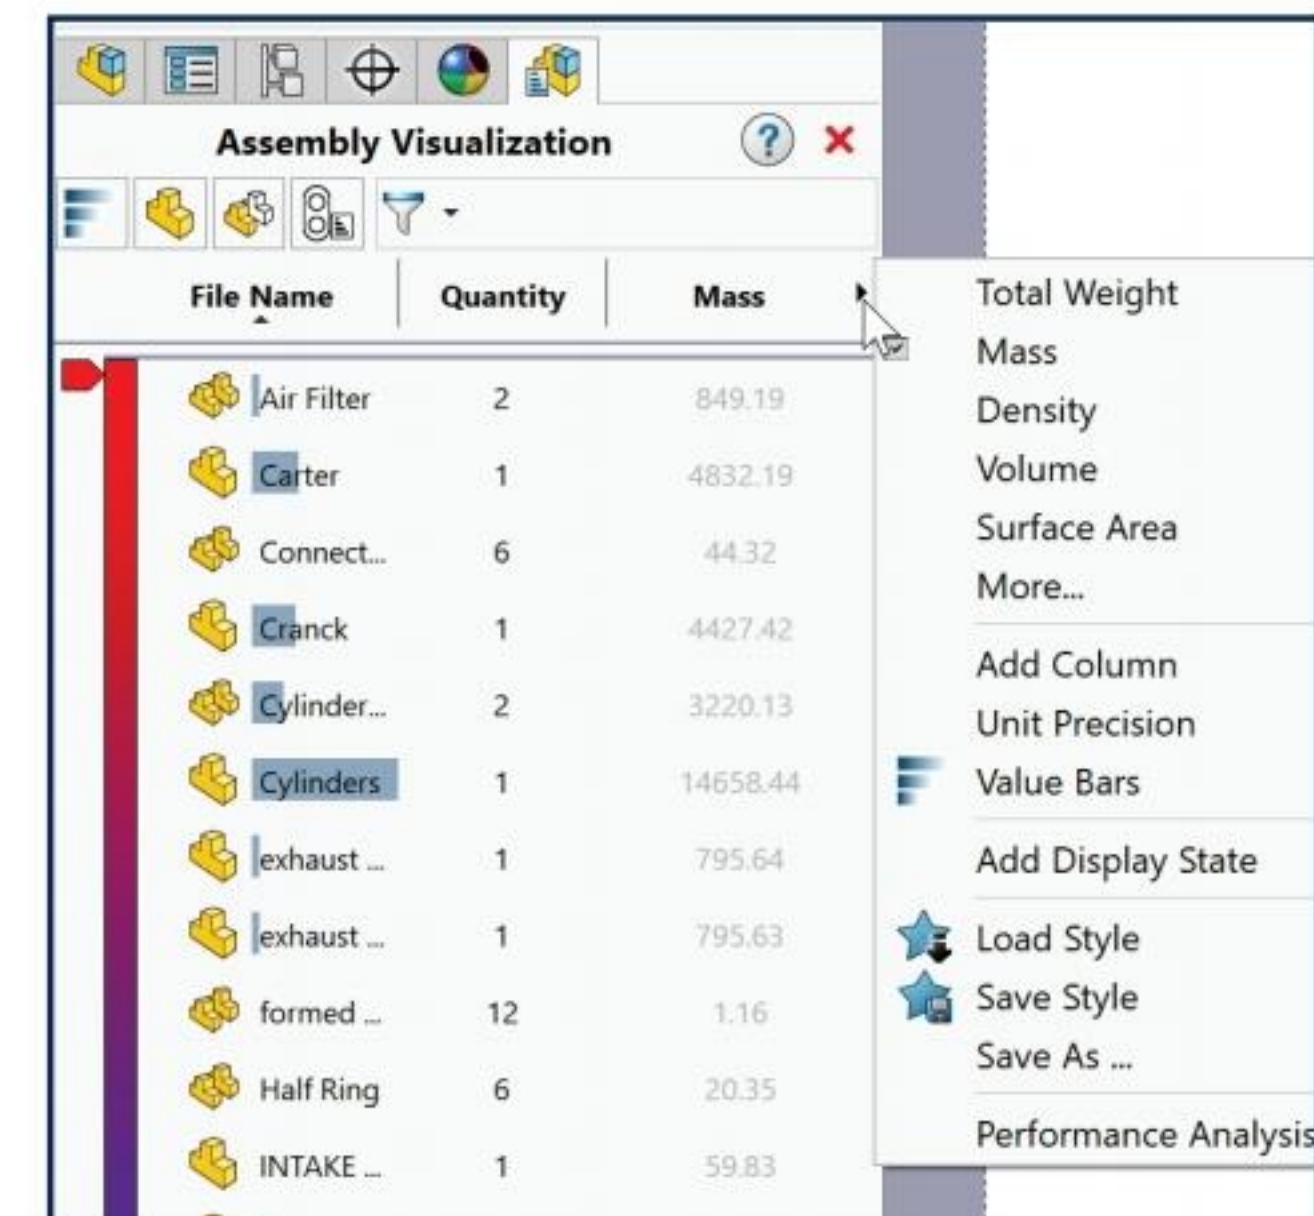 Assembly Visualization
?
File Name Quantity Mass
Air Filter 2 849.19
Carter 1 4832.19
Connect... 6 44.32
Cranck 1 4427.42
Cylinder... 2 3220.13
Cylinders 1 14658.44
exhaust ... 1 795.64
exhaust ... 1 795.63
formed ... 12 1.16
Half Ring 6 20.35
INTAKE ... 1 59.83
Total Weight
Mass
Density
Volume
Surface Area
More...
Add Column
Unit Precision
Value Bars
Add Display State
Load Style
Save Style
Save As ...
Performance Analysis